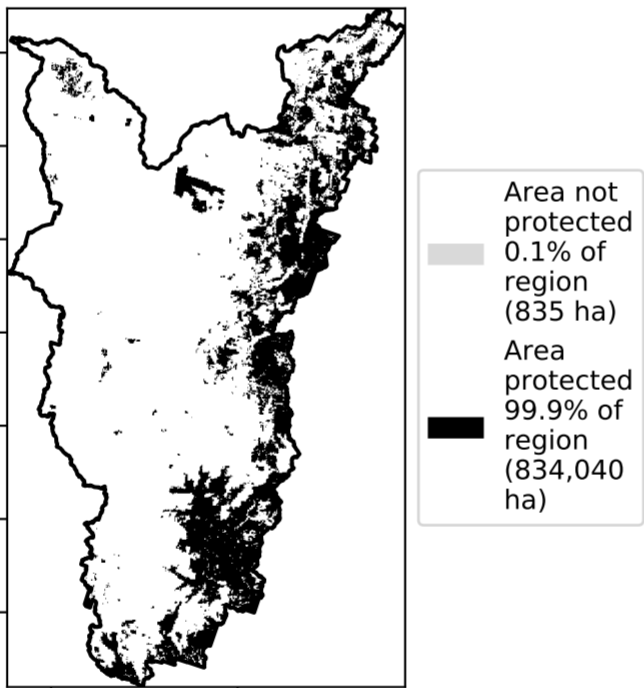 Area not
protected
0.1% of
region
(835 ha)
Area
protected
99.9% of
region
(834,040
ha)